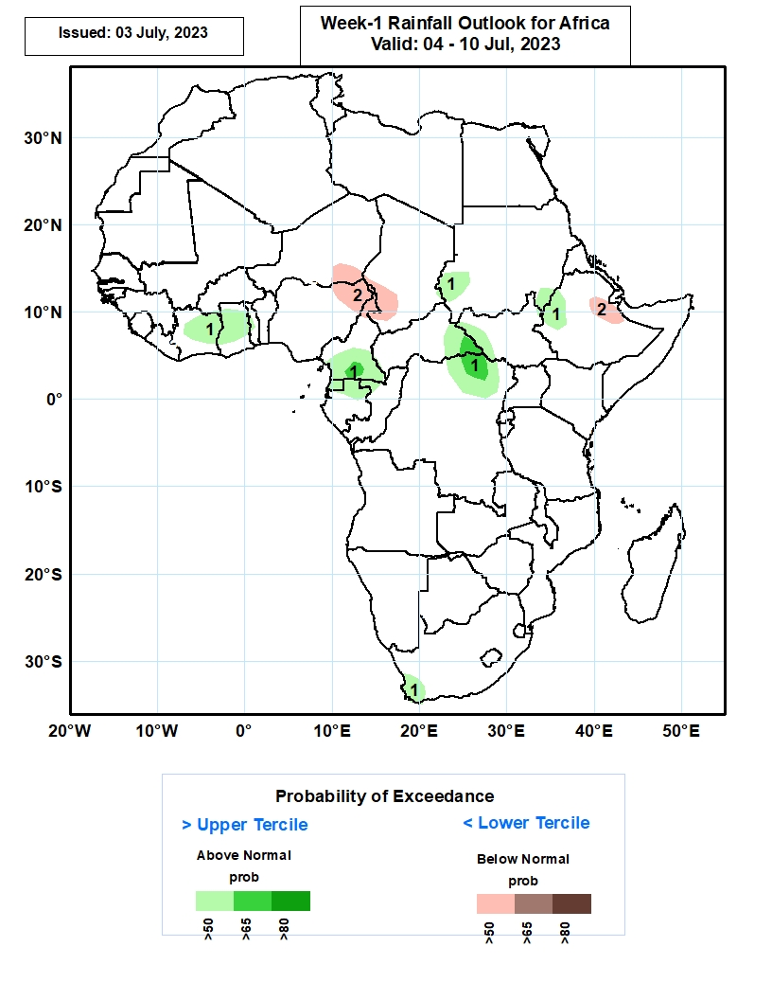 Issued: 03 July, 2023
Week-1 Rainfall Outlook for Africa
Valid: 04 - 10 Jul, 2023
30°N
20°N
10°N
0°
10°S
20°S
30°S
1
2
1
1
2
1
1
1
20°W 10°W 0° 10°E 20°E 30°E 40°E 50°E
Probability of Exceedance
> Upper Tercile
< Lower Tercile
Above Normal
prob
>50 >65 >80
Below Normal
prob
>50 >65 >80